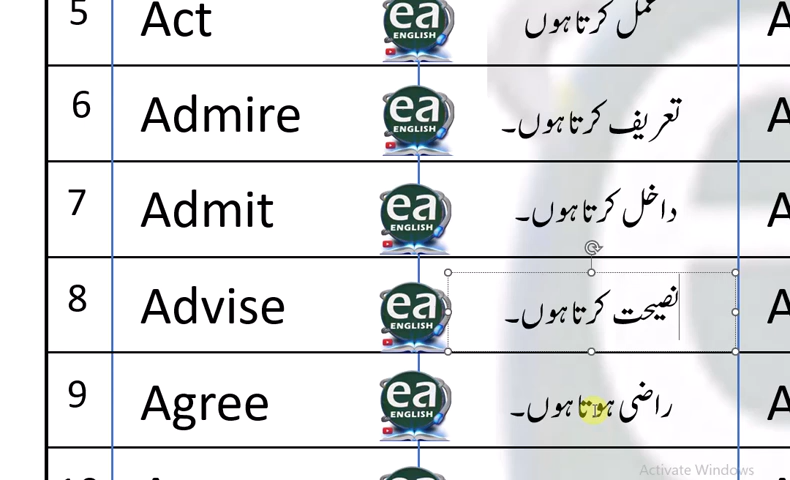 5 Act ea ENGLISH عمل کرتا ہوں A
6 Admire ea ENGLISH تعریف کرتا ہوں۔ A
7 Admit ea ENGLISH داخل کرتا ہوں۔ A
8 Advise ea ENGLISH نصیحت کرتا ہوں۔ A
9 Agree ea ENGLISH راضی ہوتا ہوں۔ A
Activate Windows